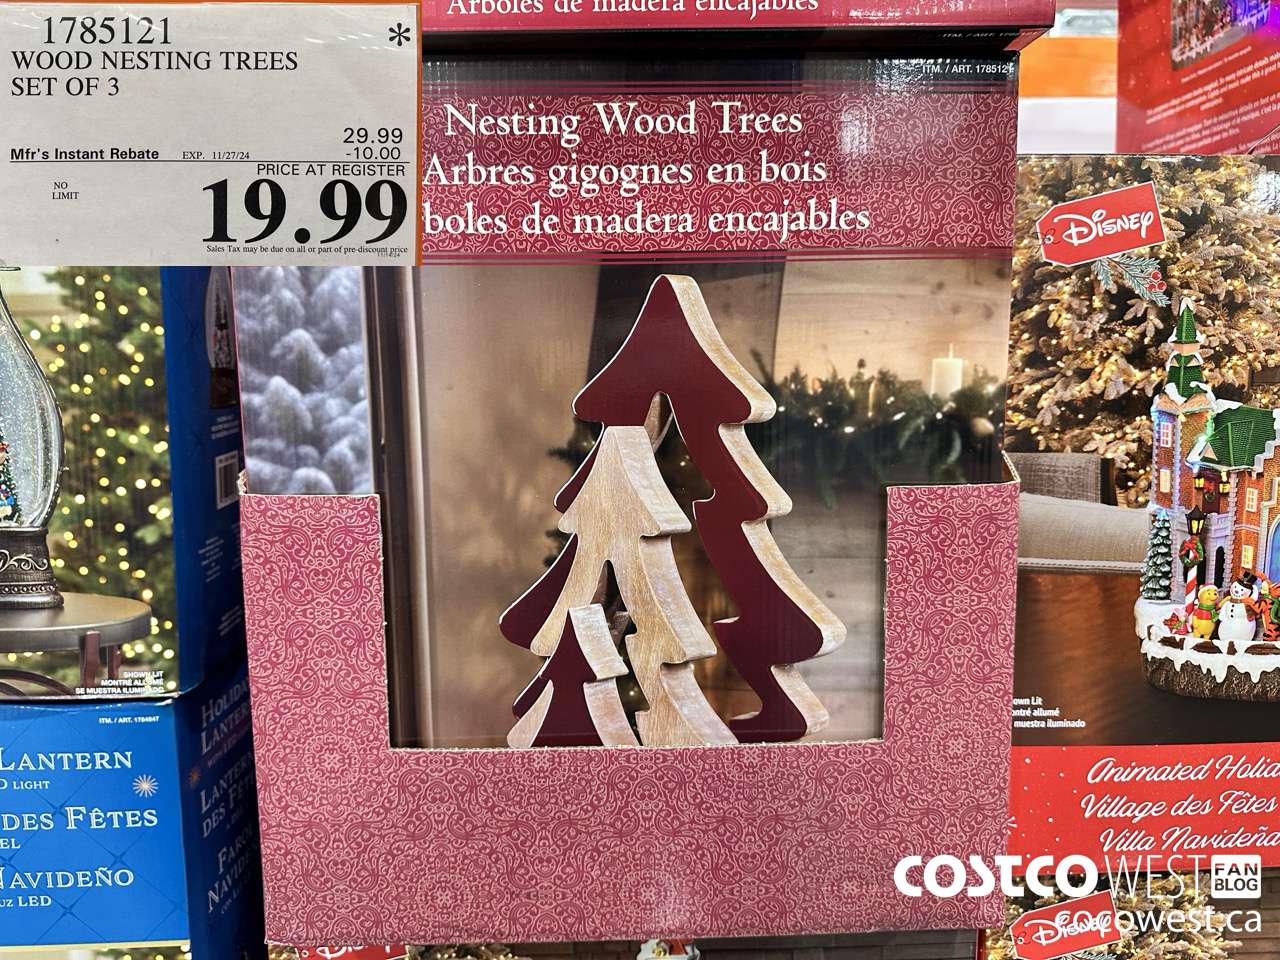 1785121 *
WOOD NESTING TREES
SET OF 3
29.99
Mfr's Instant Rebate EXP. 11/27/24 -10.00
PRICE AT REGISTER
NO
LIMIT
19.99
Sales Tax may be due on all or part of pre-discount price
Arboles de madera encajables
ITM. / ART. 178512
Nesting Wood Trees
Arbres gigognes en bois
boles de madera encajables
DISNEY
SHOWN LIT
MONTRÉ ALLUMÉ
SE MUESTRA ILUMINADO
ITM. / ART. 1784847
LANTERN
D LIGHT
DES FÊTES
EL
NAVIDEÑO
UZ LED
HOLIDAY
LANTERN
LANTERN
DES FÊTE
FARO
NAVIDE
own Lit
ontré allumé
muestra iluminado
Animated Holid
Village des Fêtes
Villa Navideña
DISNEY
COSTCO WEST FAN BLOG
cocowest.ca